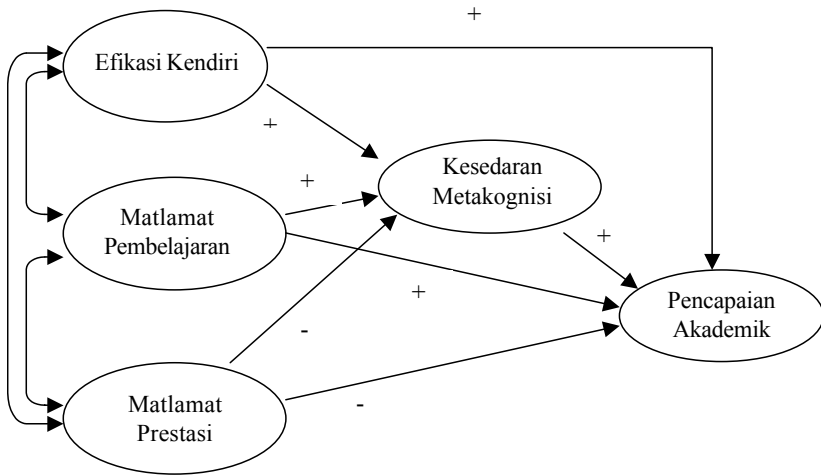 +
Efikasi Kendiri
+
Kesedaran
Metakognisi
+
Matlamat
Pembelajaran
+
+
Pencapaian
Akademik
-
-
Matlamat
Prestasi